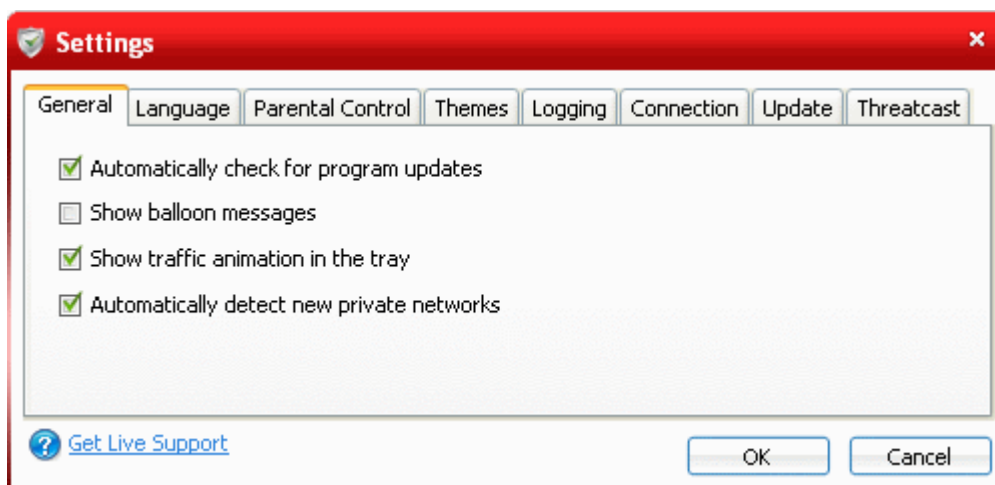 Settings
General Language Parental Control Themes Logging Connection Update Threatcast
Automatically check for program updates
Show balloon messages
Show traffic animation in the tray
Automatically detect new private networks
? Get Live Support
OK Cancel